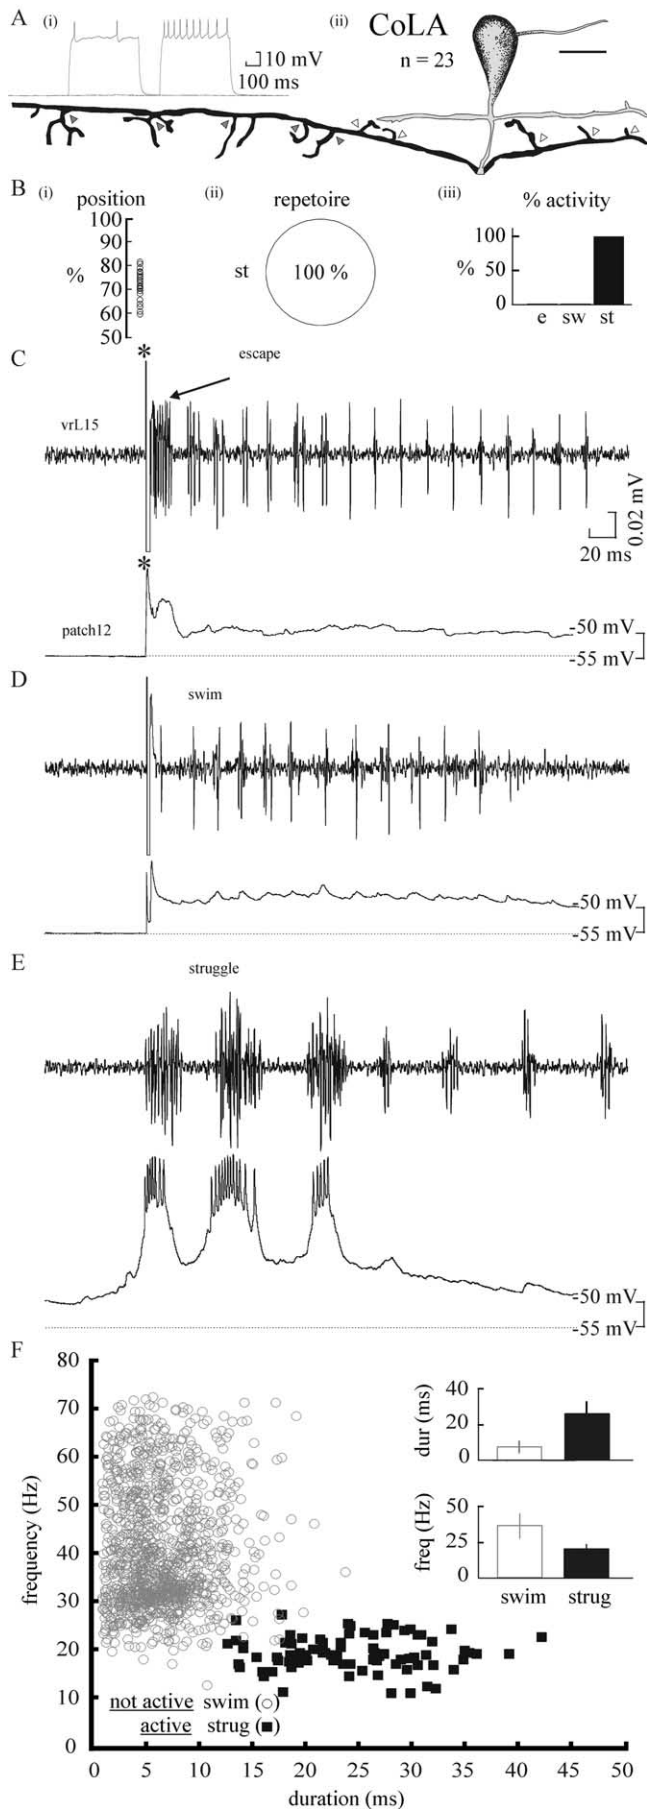 A (i) (ii) CoLA
n = 23
10 mV
100 ms
B (i) position (ii) repetoire (iii) % activity
100
90
80
% 70
60
50
st 100 %
100
% 50
0
e sw st
C
*
escape
vrL15
0.02 mV
20 ms
*
patch12
-50 mV
-55 mV
D
swim
-50 mV
-55 mV
E
struggle
-50 mV
-55 mV
F
80
70
60
50
40
30
20
10
0
frequency (Hz)
40
20
0
dur (ms)
50
25
0
freq (Hz)
swim strug
not active swim (○)
active strug (■)
0 5 10 15 20 25 30 35 40 45 50
duration (ms)